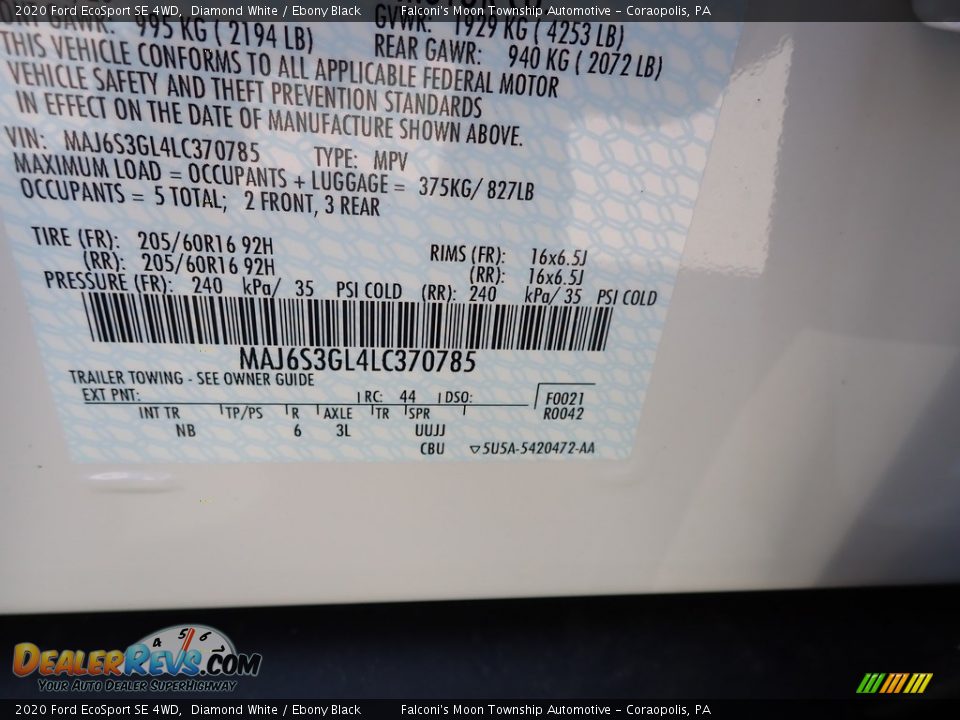 2020 Ford EcoSport SE 4WD, Diamond White / Ebony Black Falconi's Moon Township Automotive - Coraopolis, PA
GAWR: 995 KG ( 2194 LB) GVWR: 1929 KG ( 4253 LB)
REAR GAWR: 940 KG ( 2072 LB)
THIS VEHICLE CONFORMS TO ALL APPLICABLE FEDERAL MOTOR
VEHICLE SAFETY AND THEFT PREVENTION STANDARDS
IN EFFECT ON THE DATE OF MANUFACTURE SHOWN ABOVE.
VIN: MAJ6S3GL4LC370785 TYPE: MPV
MAXIMUM LOAD = OCCUPANTS + LUGGAGE = 375KG/ 827LB
OCCUPANTS = 5 TOTAL; 2 FRONT, 3 REAR
TIRE (FR): 205/60R16 92H RIMS (FR): 16x6.5J
(RR): 205/60R16 92H (RR): 16x6.5J
PRESSURE (FR): 240 kPa/ 35 PSI COLD (RR): 240 kPa/ 35 PSI COLD
MAJ6S3GL4LC370785
TRAILER TOWING - SEE OWNER GUIDE
EXT PNT: RC: 44 DSO: F0021
R0042
INT TR TP/PS R AXLE TR SPR
NB 6 3L UUJJ
CBU ▽5U5A-5420472-AA
4 5 6
DealerRevs.com
Your Auto Dealer SuperHighway
2020 Ford EcoSport SE 4WD, Diamond White / Ebony Black Falconi's Moon Township Automotive - Coraopolis, PA